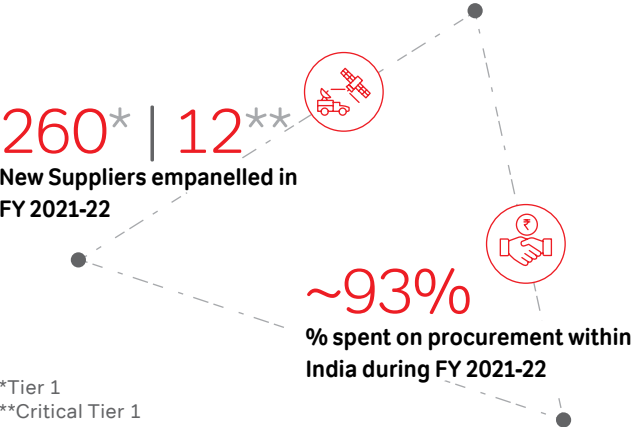 260* | 12**
New Suppliers empanelled in
FY 2021-22
₹
~93%
% spent on procurement within
India during FY 2021-22
*Tier 1
**Critical Tier 1